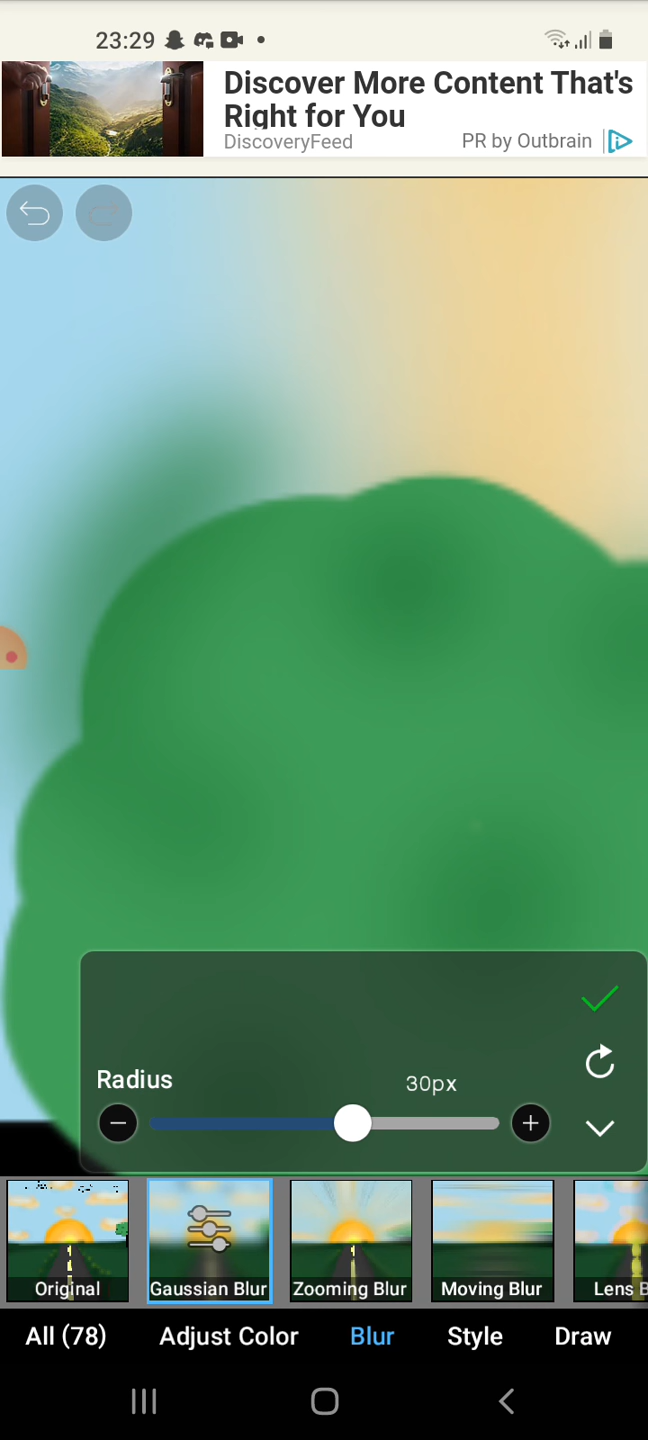 23:29
Discover More Content That's
Right for You
DiscoveryFeed
PR by Outbrain
Radius
30px
Original
Gaussian Blur
Zooming Blur
Moving Blur
Lens B
All (78)
Adjust Color
Blur
Style
Draw